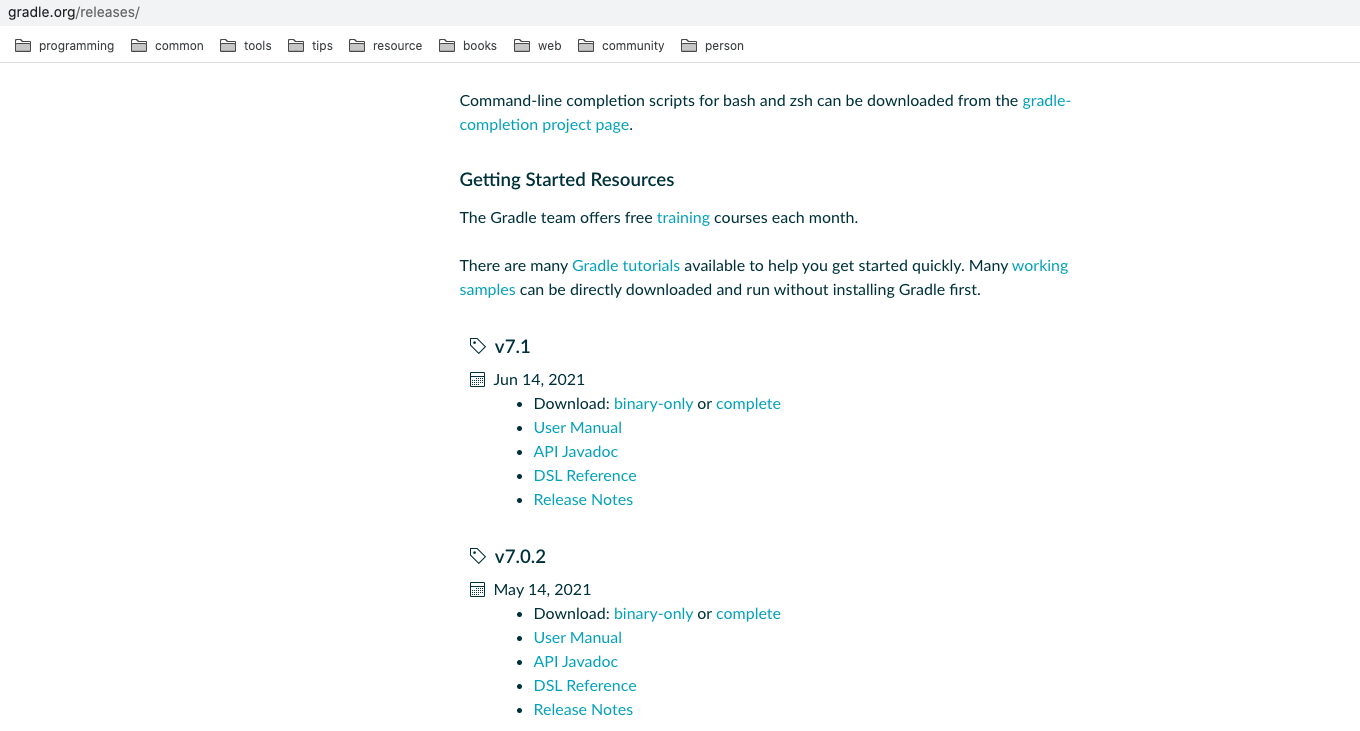 gradle.org/releases/
programming common tools tips resource books web community person
Command-line completion scripts for bash and zsh can be downloaded from the gradle-
completion project page.
Getting Started Resources
The Gradle team offers free training courses each month.
There are many Gradle tutorials available to help you get started quickly. Many working
samples can be directly downloaded and run without installing Gradle first.
v7.1
Jun 14, 2021
• Download: binary-only or complete
• User Manual
• API Javadoc
• DSL Reference
• Release Notes
v7.0.2
May 14, 2021
• Download: binary-only or complete
• User Manual
• API Javadoc
• DSL Reference
• Release Notes